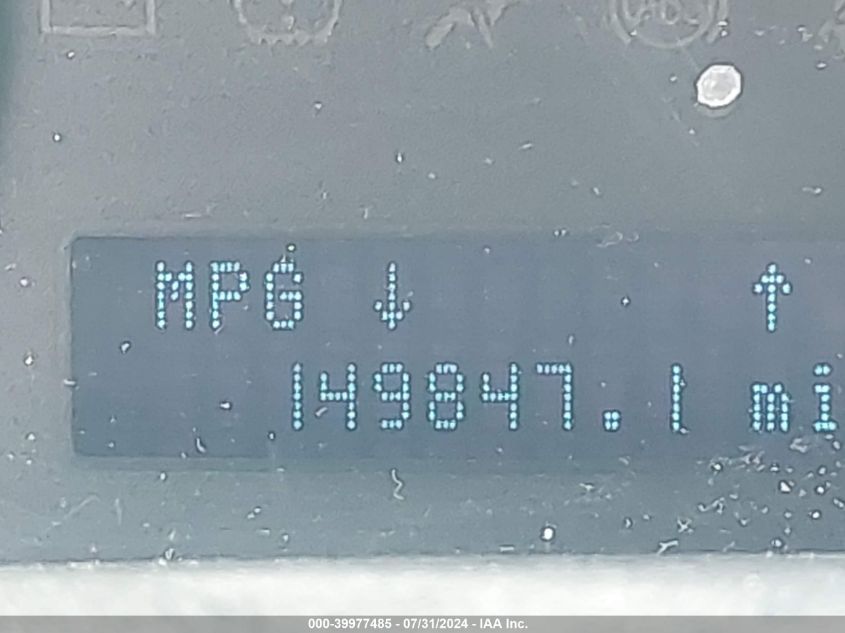 MPG ↓ ↑
149847.1 mi
000-39977485 - 07/31/2024 - IAA Inc.